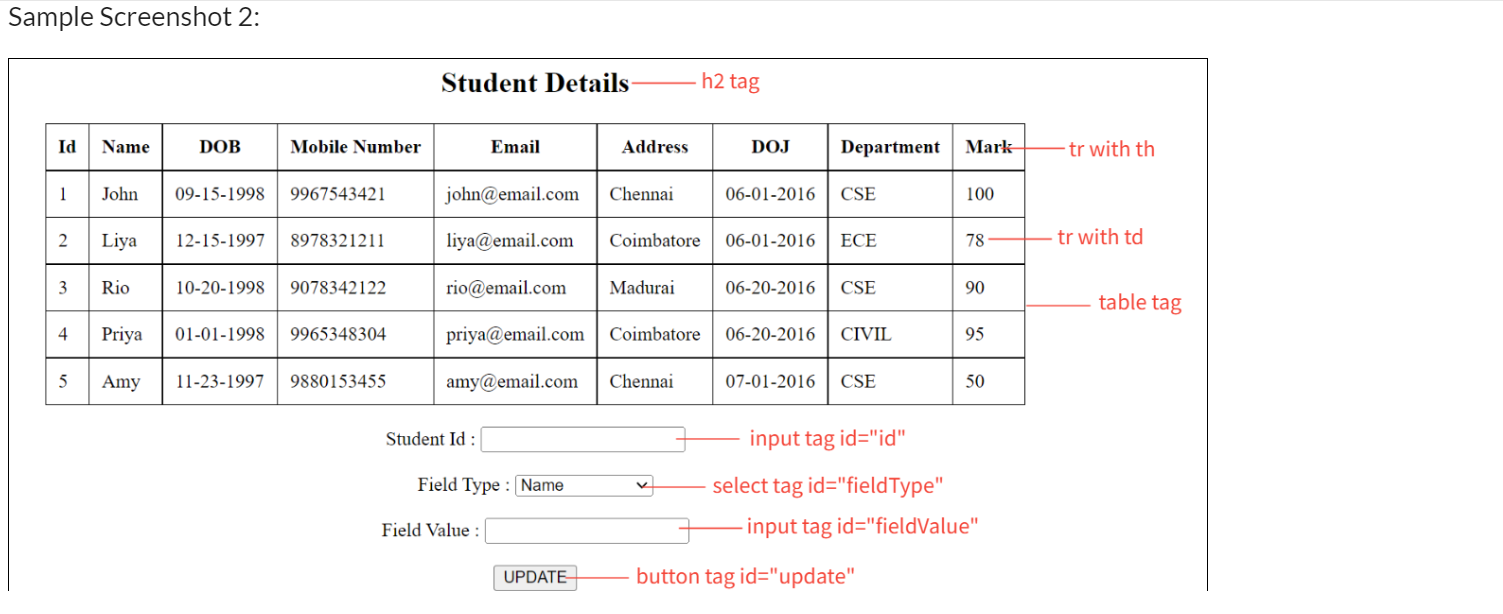 Sample Screenshot 2:
Student Details h2 tag
Id Name DOB Mobile Number Email Address DOJ Department Mark tr with th
1 John 09-15-1998 9967543421 john@email.com Chennai 06-01-2016 CSE 100
2 Liya 12-15-1997 8978321211 liya@email.com Coimbatore 06-01-2016 ECE 78 tr with td
3 Rio 10-20-1998 9078342122 rio@email.com Madurai 06-20-2016 CSE 90
table tag
4 Priya 01-01-1998 9965348304 priya@email.com Coimbatore 06-20-2016 CIVIL 95
5 Amy 11-23-1997 9880153455 amy@email.com Chennai 07-01-2016 CSE 50
Student Id : input tag id="id"
Field Type : Name select tag id="fieldType"
Field Value : input tag id="fieldValue"
UPDATE button tag id="update"